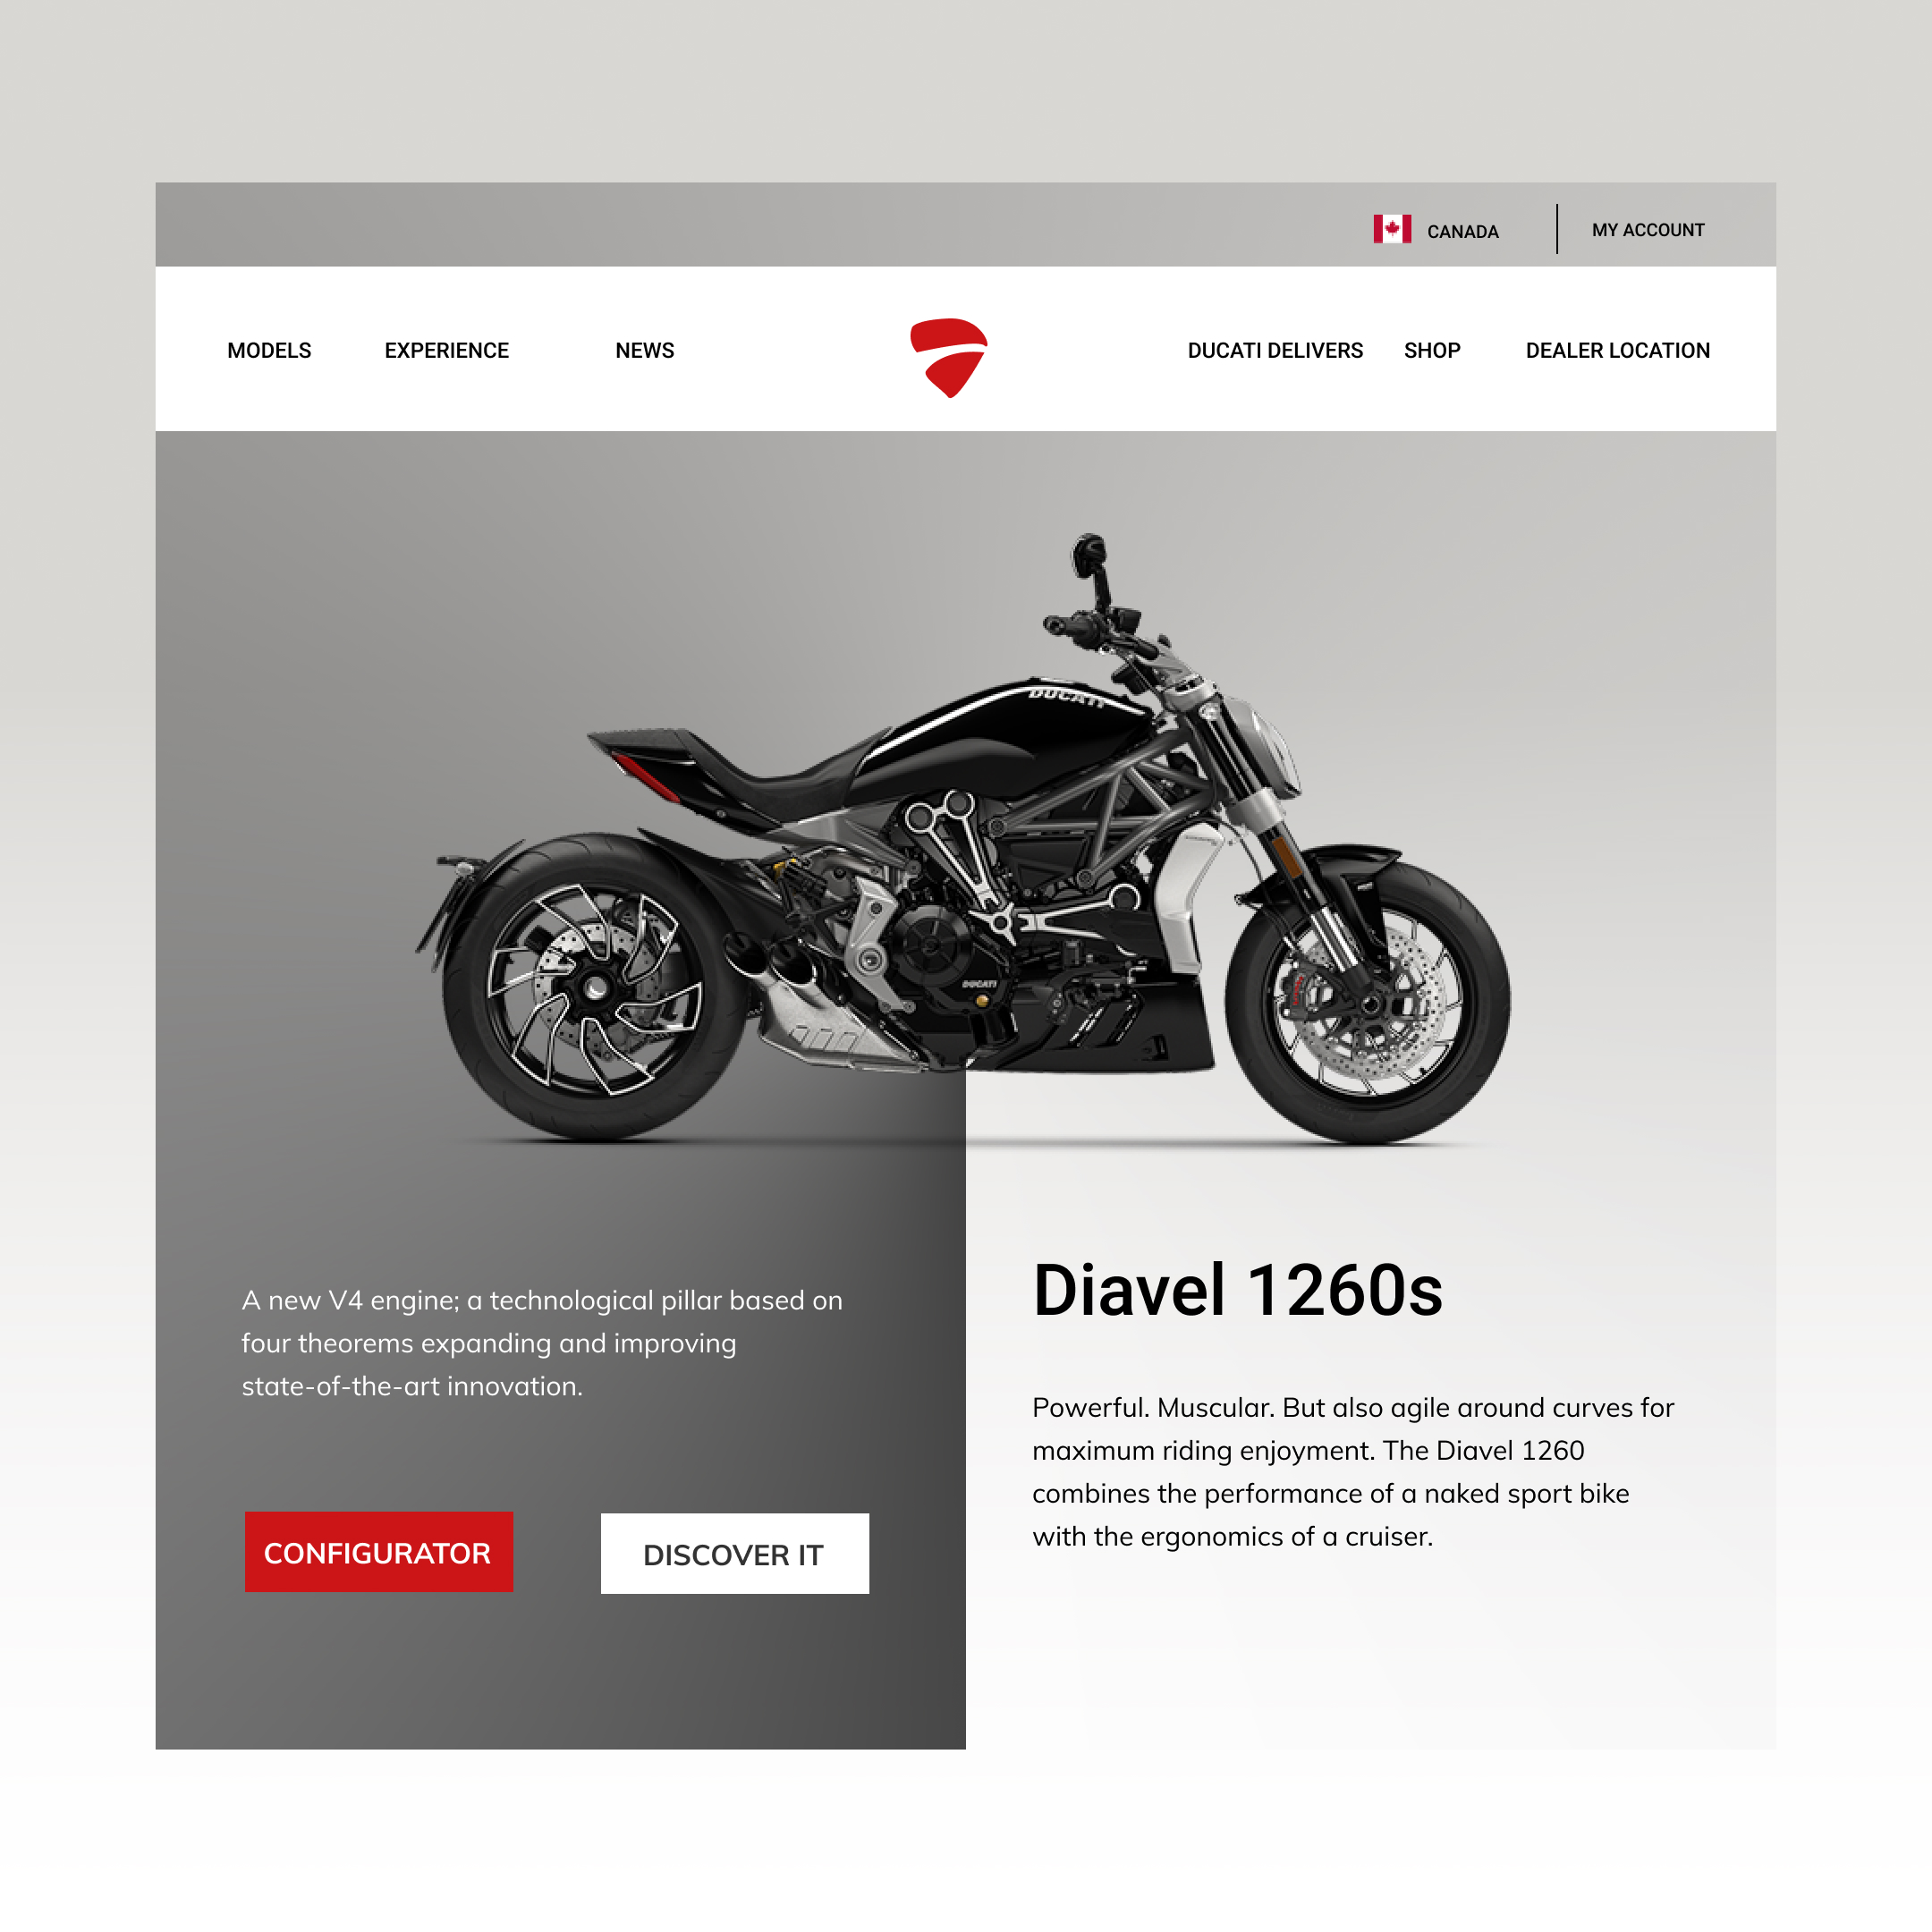 CANADA
MY ACCOUNT
MODELS
EXPERIENCE
NEWS
DUCATI DELIVERS
SHOP
DEALER LOCATION
DUCATI
DUCATI
A new V4 engine; a technological pillar based on
four theorems expanding and improving
state-of-the-art innovation.
CONFIGURATOR
DISCOVER IT
Diavel 1260s
Powerful. Muscular. But also agile around curves for
maximum riding enjoyment. The Diavel 1260
combines the performance of a naked sport bike
with the ergonomics of a cruiser.